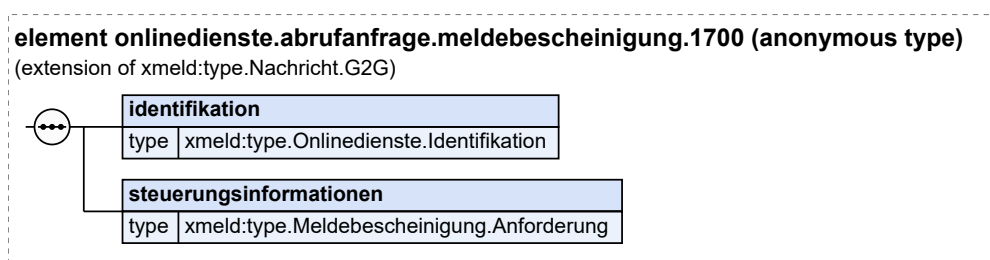 element onlinedienste.abrufanfrage.meldebescheinigung.1700 (anonymous type)
(extension of xmeld:type.Nachricht.G2G)
identifikation
type xmeld:type.Onlinedienste.Identifikation
steuerungsinformationen
type xmeld:type.Meldebescheinigung.Anforderung